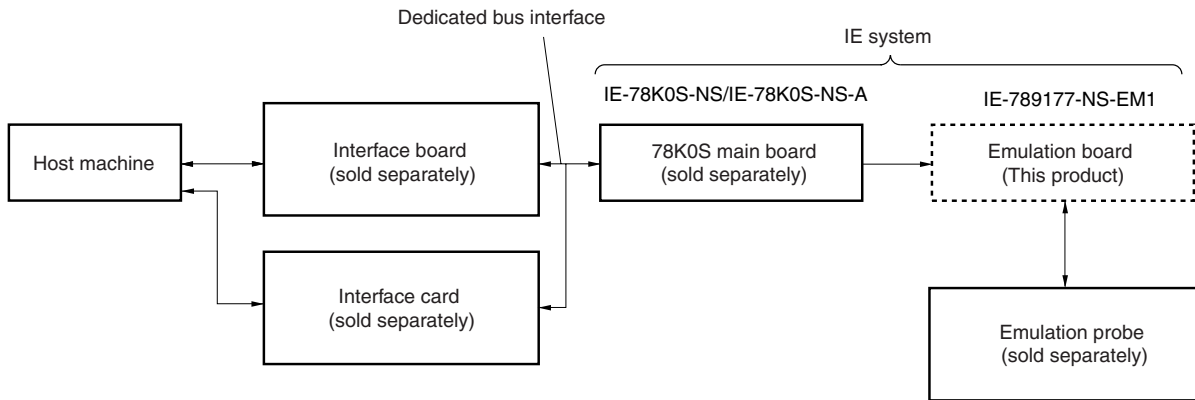 Dedicated bus interface
IE system
IE-78K0S-NS/IE-78K0S-NS-A
IE-789177-NS-EM1
Host machine
Interface board
(sold separately)
78K0S main board
(sold separately)
Emulation board
(This product)
Interface card
(sold separately)
Emulation probe
(sold separately)